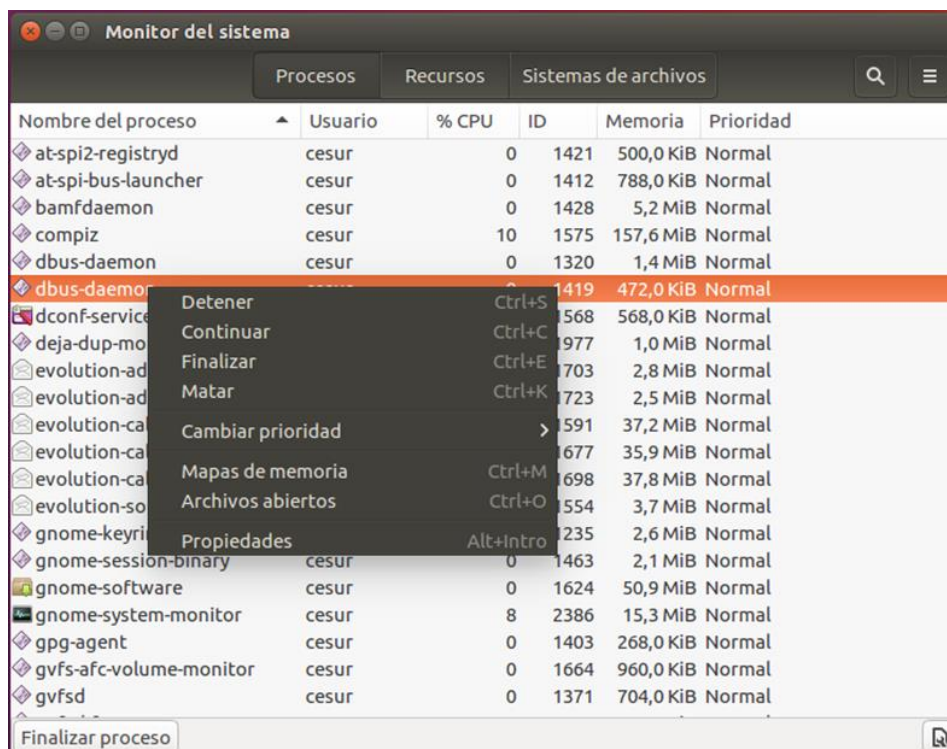 Monitor del sistema
Procesos Recursos Sistemas de archivos
Nombre del proceso Usuario % CPU ID Memoria Prioridad
at-spi2-registryd cesur 0 1421 500,0 KiB Normal
at-spi-bus-launcher cesur 0 1412 788,0 KiB Normal
bamfdaemon cesur 0 1428 5,2 MiB Normal
compiz cesur 10 1575 157,6 MiB Normal
dbus-daemon cesur 0 1320 1,4 MiB Normal
dbus-daemon 1419 472,0 KiB Normal
Detener Ctrl+S
dconf-service 1568 568,0 KiB Normal
Continuar Ctrl+C
deja-dup-mo 1977 1,0 MiB Normal
Finalizar Ctrl+E
evolution-ad 1703 2,8 MiB Normal
Matar Ctrl+K
evolution-ad 1723 2,5 MiB Normal
evolution-cal 1591 37,2 MiB Normal
Cambiar prioridad
evolution-cal 1677 35,9 MiB Normal
Mapas de memoria Ctrl+M
evolution-cal 1698 37,8 MiB Normal
Archivos abiertos Ctrl+O
evolution-so 1554 3,7 MiB Normal
gnome-keyri 1235 2,6 MiB Normal
Propiedades Alt+Intro
gnome-session-binary cesur 0 1463 2,1 MiB Normal
gnome-software cesur 0 1624 50,9 MiB Normal
gnome-system-monitor cesur 8 2386 15,3 MiB Normal
gpg-agent cesur 0 1403 268,0 KiB Normal
gvfs-afc-volume-monitor cesur 0 1664 960,0 KiB Normal
gvfsd cesur 0 1371 704,0 KiB Normal
Finalizar proceso